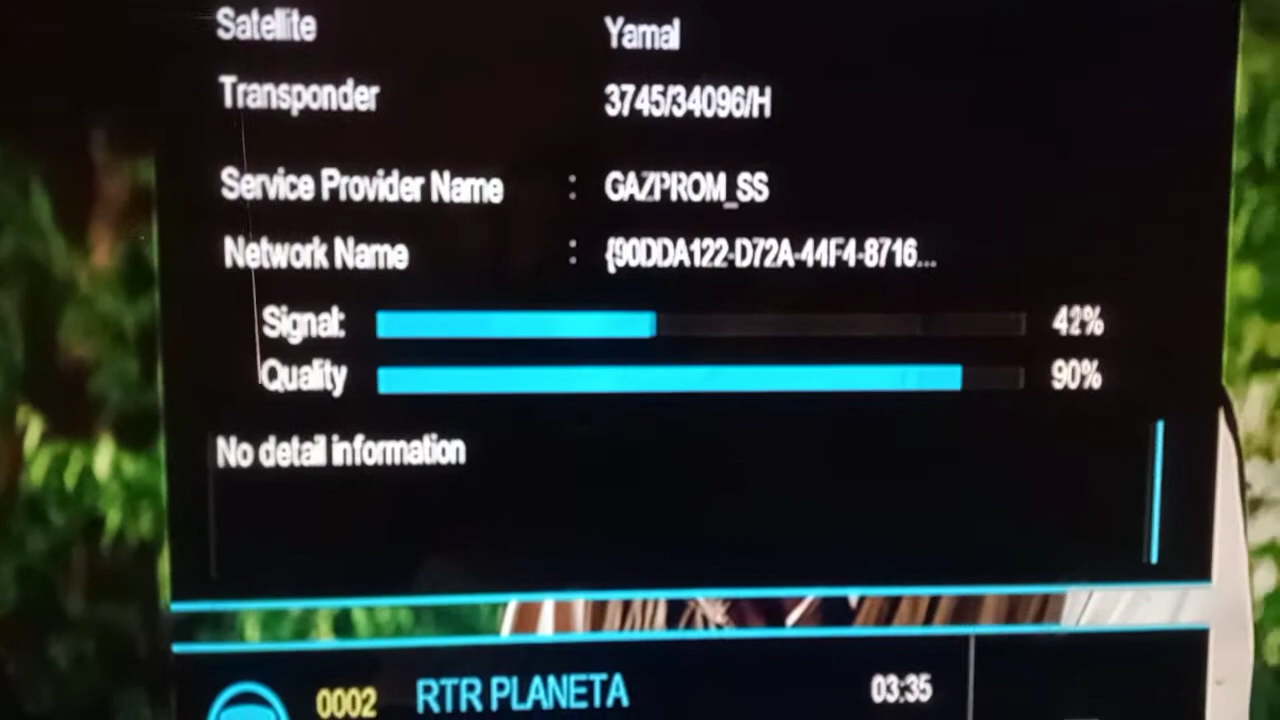 Satellite Yamal
Transponder 3745/34096/H
Service Provider Name : GAZPROM_SS
Network Name : {90DDA122-D72A-44F4-8716...
Signal: 42%
Quality 90%
No detail information
0002 RTR PLANETA 03:35